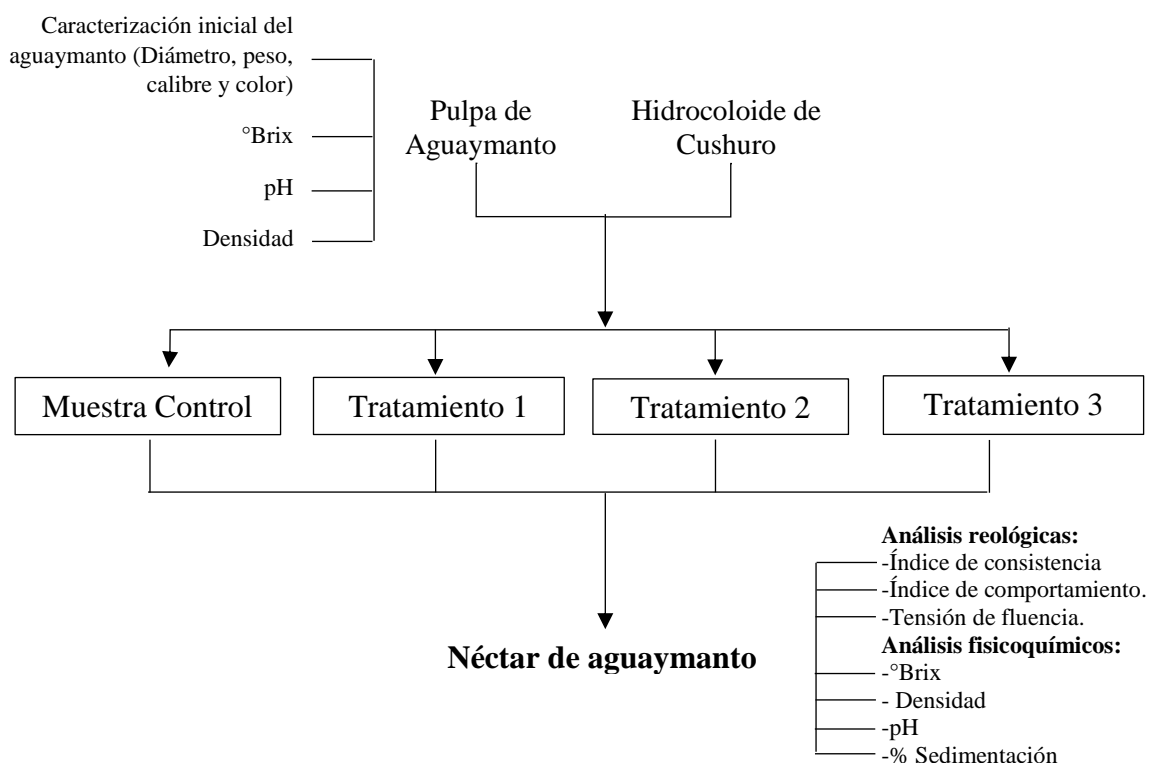 Caracterización inicial del
aguaymanto (Diámetro, peso,
calibre y color)
°Brix
pH
Densidad
Pulpa de
Aguaymanto
Hidrocoloide de
Cushuro
Muestra Control
Tratamiento 1
Tratamiento 2
Tratamiento 3
Néctar de aguaymanto
Análisis reológicas:
-Índice de consistencia
-Índice de comportamiento.
-Tensión de fluencia.
Análisis fisicoquímicos:
-°Brix
- Densidad
-pH
-% Sedimentación